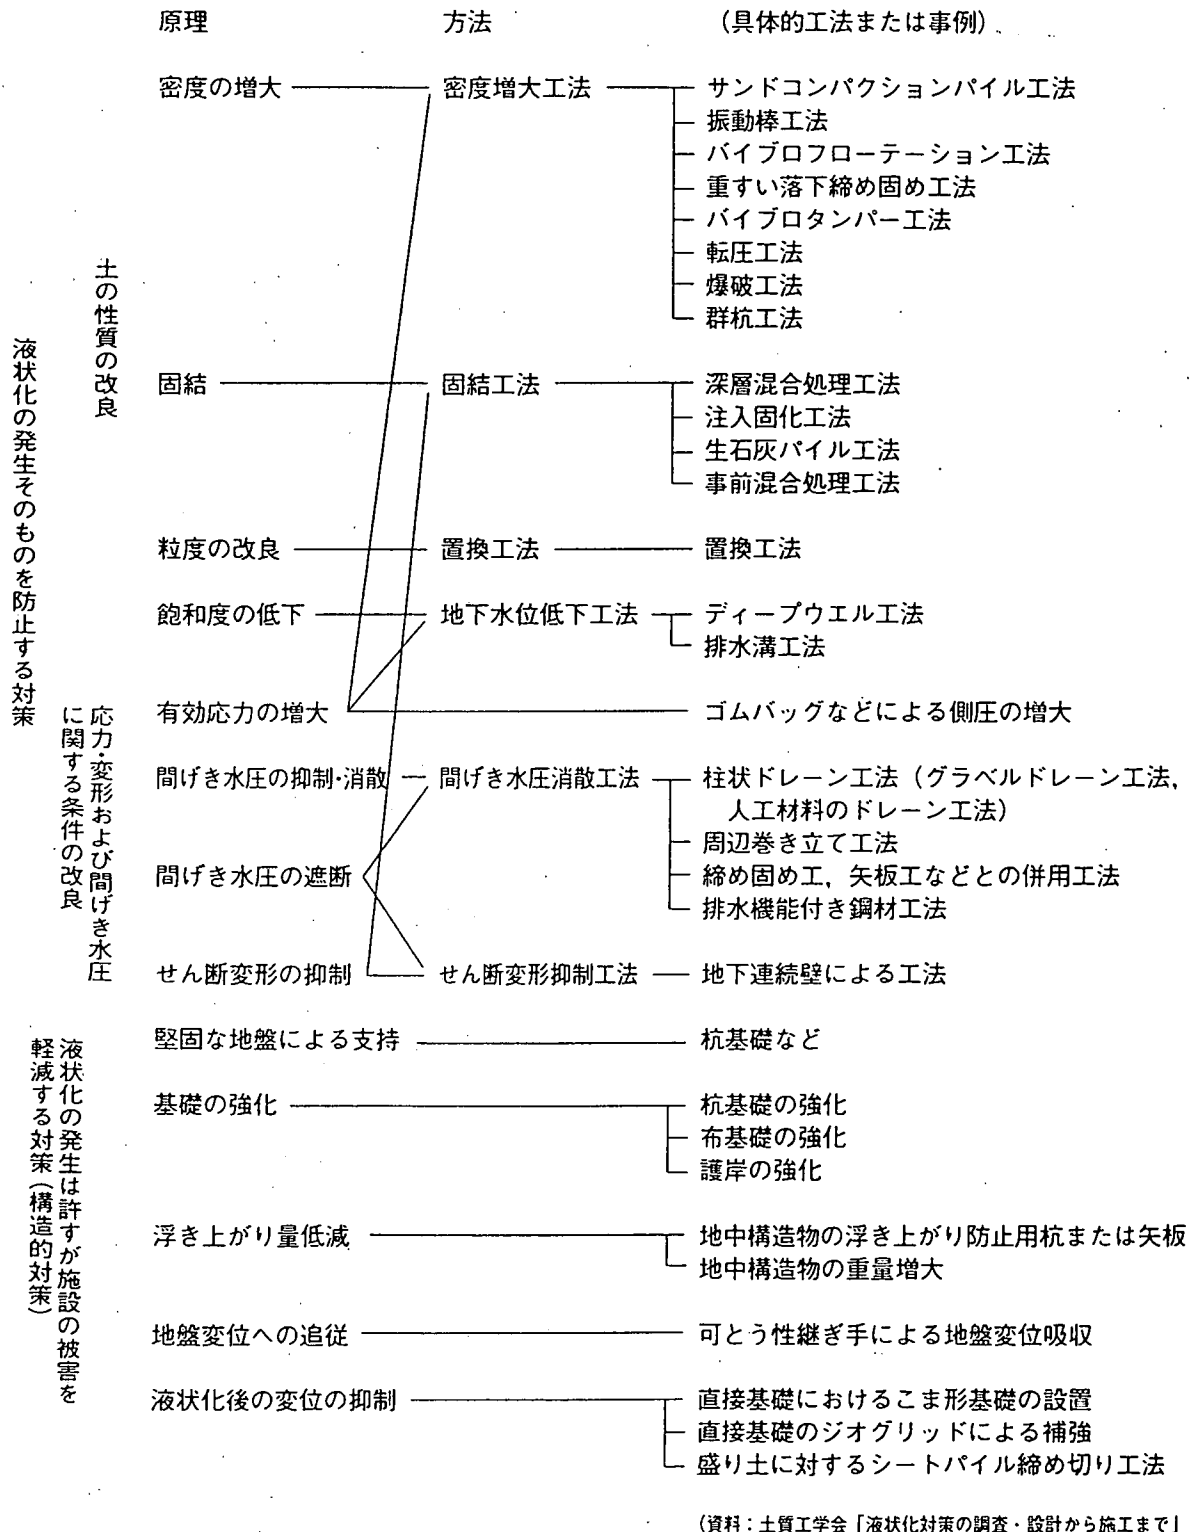 原理 方法 (具体的工法または事例)
密度の増大 密度増大工法 サンドコンパクションパイル工法
振動棒工法
バイブロフローテーション工法
重すい落下締め固め工法
バイブロタンパー工法
転圧工法
爆破工法
群杭工法
固結 固結工法 深層混合処理工法
注入固化工法
生石灰パイル工法
事前混合処理工法
粒度の改良 置換工法 置換工法
飽和度の低下 地下水位低下工法 ディープウエル工法
排水溝工法
有効応力の増大 ゴムバッグなどによる側圧の増大
間げき水圧の抑制・消散 間げき水圧消散工法 柱状ドレーン工法(グラベルドレーン工法,
人工材料のドレーン工法)
周辺巻き立て工法
間げき水圧の遮断 締め固め工,矢板工などとの併用工法
排水機能付き鋼材工法
せん断変形の抑制 せん断変形抑制工法 地下連続壁による工法
堅固な地盤による支持 杭基礎など
基礎の強化 杭基礎の強化
布基礎の強化
護岸の強化
浮き上がり量低減 地中構造物の浮き上がり防止用杭または矢板
地中構造物の重量増大
地盤変位への追従 可とう性継ぎ手による地盤変位吸収
液状化後の変位の抑制 直接基礎におけるこま形基礎の設置
直接基礎のジオグリッドによる補強
盛り土に対するシートパイル締め切り工法
液状化の発生そのものを防止する対策
土の性質の改良
応力・変形および間げき水圧
に関する条件の改良
液状化の発生は許すが施設の被害を
軽減する対策(構造的対策)
(資料:土質工学会「液状化対策の調査・設計から施工まで」